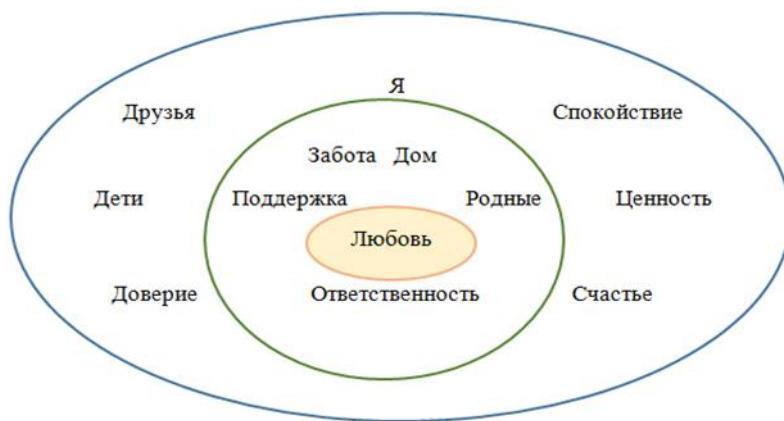 Я
Друзья Спокойствие
Забота Дом
Дети Поддержка Родные Ценность
Любовь
Доверие Ответственность Счастье